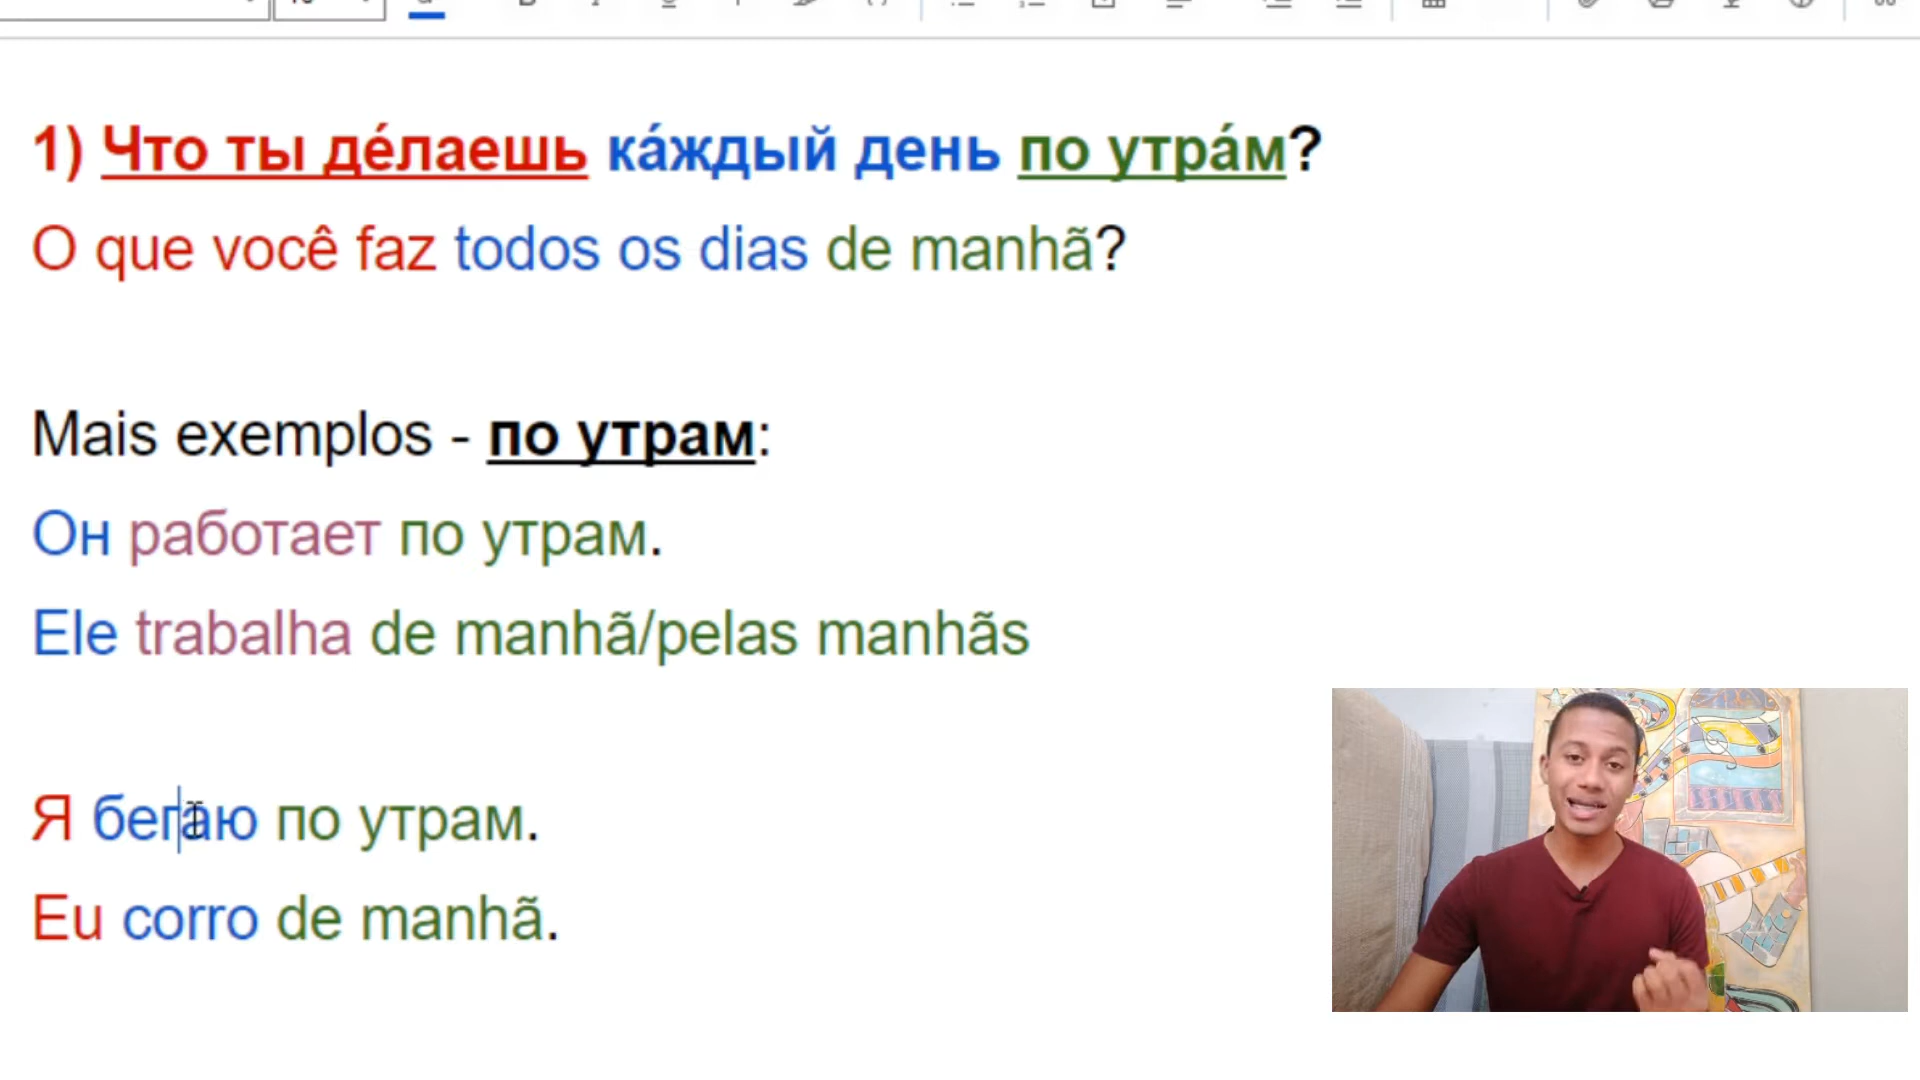 1) Что ты де́лаешь ка́ждый день по утра́м?
O que você faz todos os dias de manhã?
Mais exemplos - по утрам:
Он работает по утрам.
Ele trabalha de manhã/pelas manhãs
Я бегаю по утрам.
Eu corro de manhã.